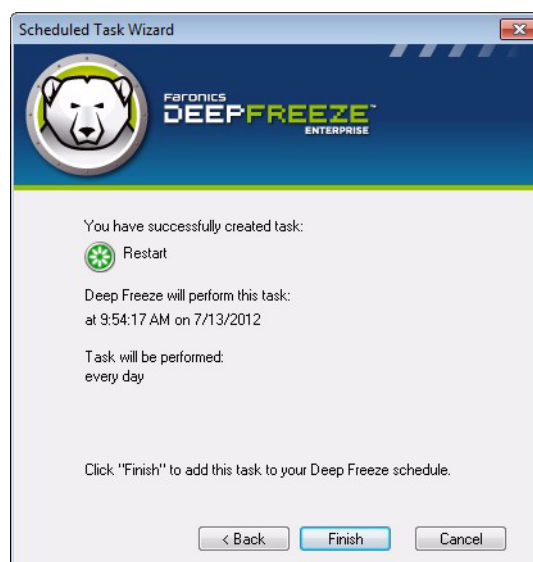 Scheduled Task Wizard
Faronics
DEEPFREEZE™
ENTERPRISE
You have successfully created task:
Restart
Deep Freeze will perform this task:
at 9:54:17 AM on 7/13/2012
Task will be performed:
every day
Click "Finish" to add this task to your Deep Freeze schedule.
< Back Finish Cancel